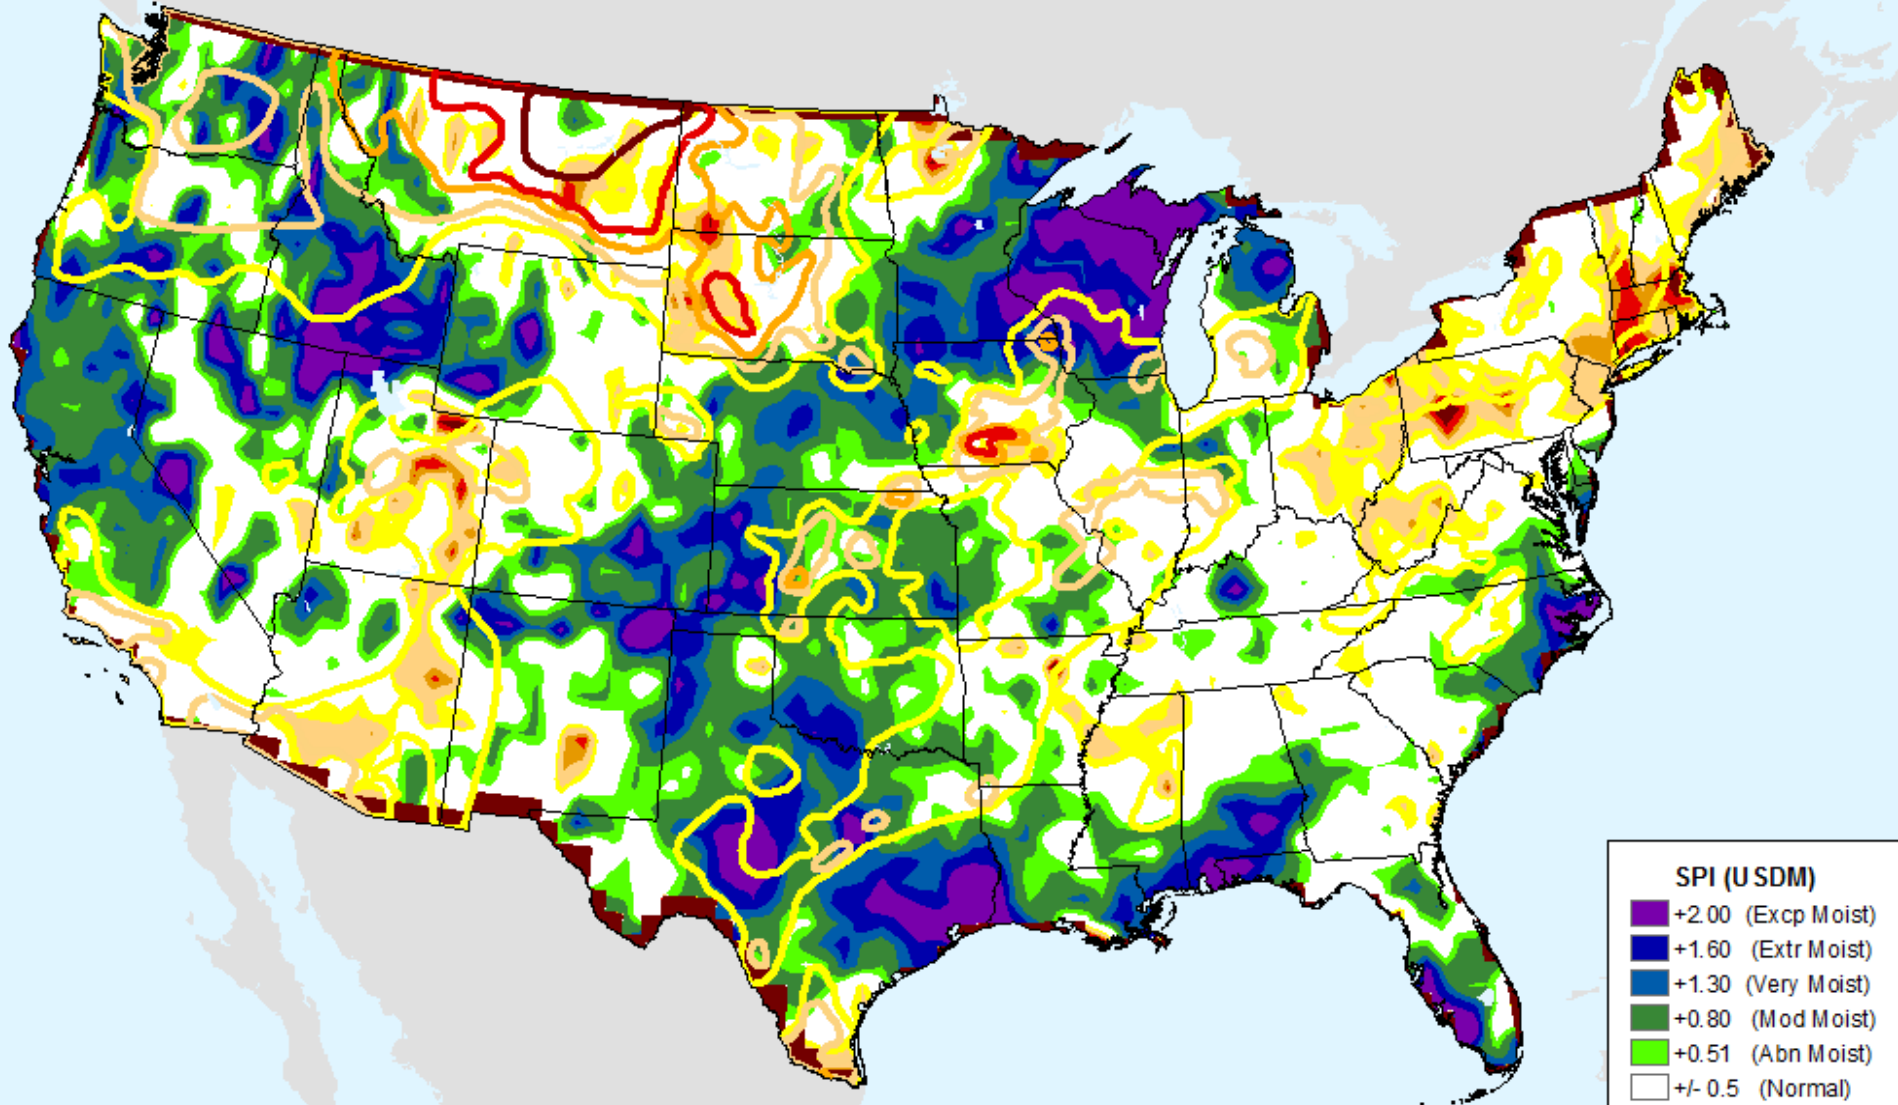 SPI (USDM)
+2.00 (Excp Moist)
+1.60 (Extr Moist)
+1.30 (Very Moist)
+0.80 (Mod Moist)
+0.51 (Abn Moist)
+/- 0.5 (Normal)